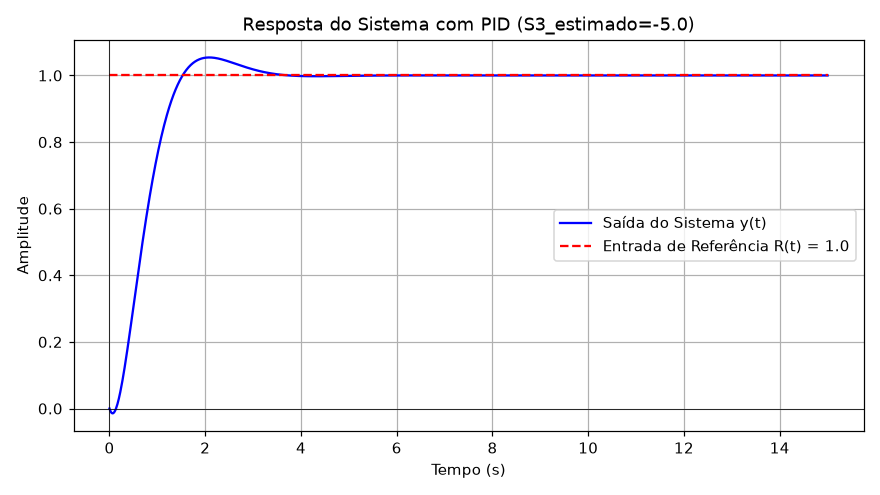 Resposta do Sistema com PID (S3_estimado=-5.0)
Amplitude
1.0
0.8
0.6
0.4
0.2
0.0
Saída do Sistema y(t)
Entrada de Referência R(t) = 1.0
0 2 4 6 8 10 12 14
Tempo (s)